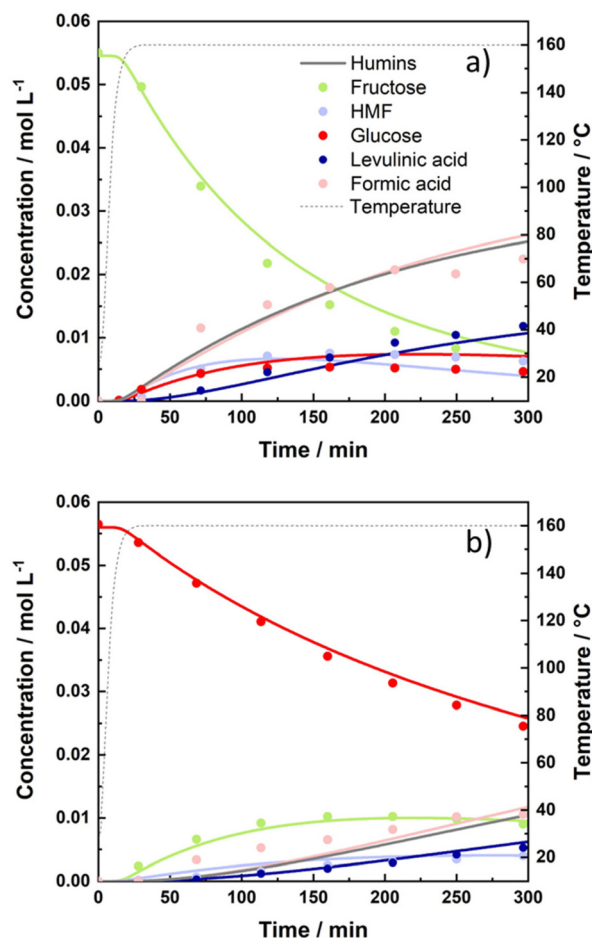 0.06
0.05
0.04
0.03
0.02
0.01
0.00
Concentration / mol L⁻¹
a)
Humins
Fructose
HMF
Glucose
Levulinic acid
Formic acid
Temperature
160
140
120
100
80
60
40
20
Temperature / °C
0 50 100 150 200 250 300
Time / min
0.06
0.05
0.04
0.03
0.02
0.01
0.00
Concentration / mol L⁻¹
b)
160
140
120
100
80
60
40
20
Temperature / °C
0 50 100 150 200 250 300
Time / min